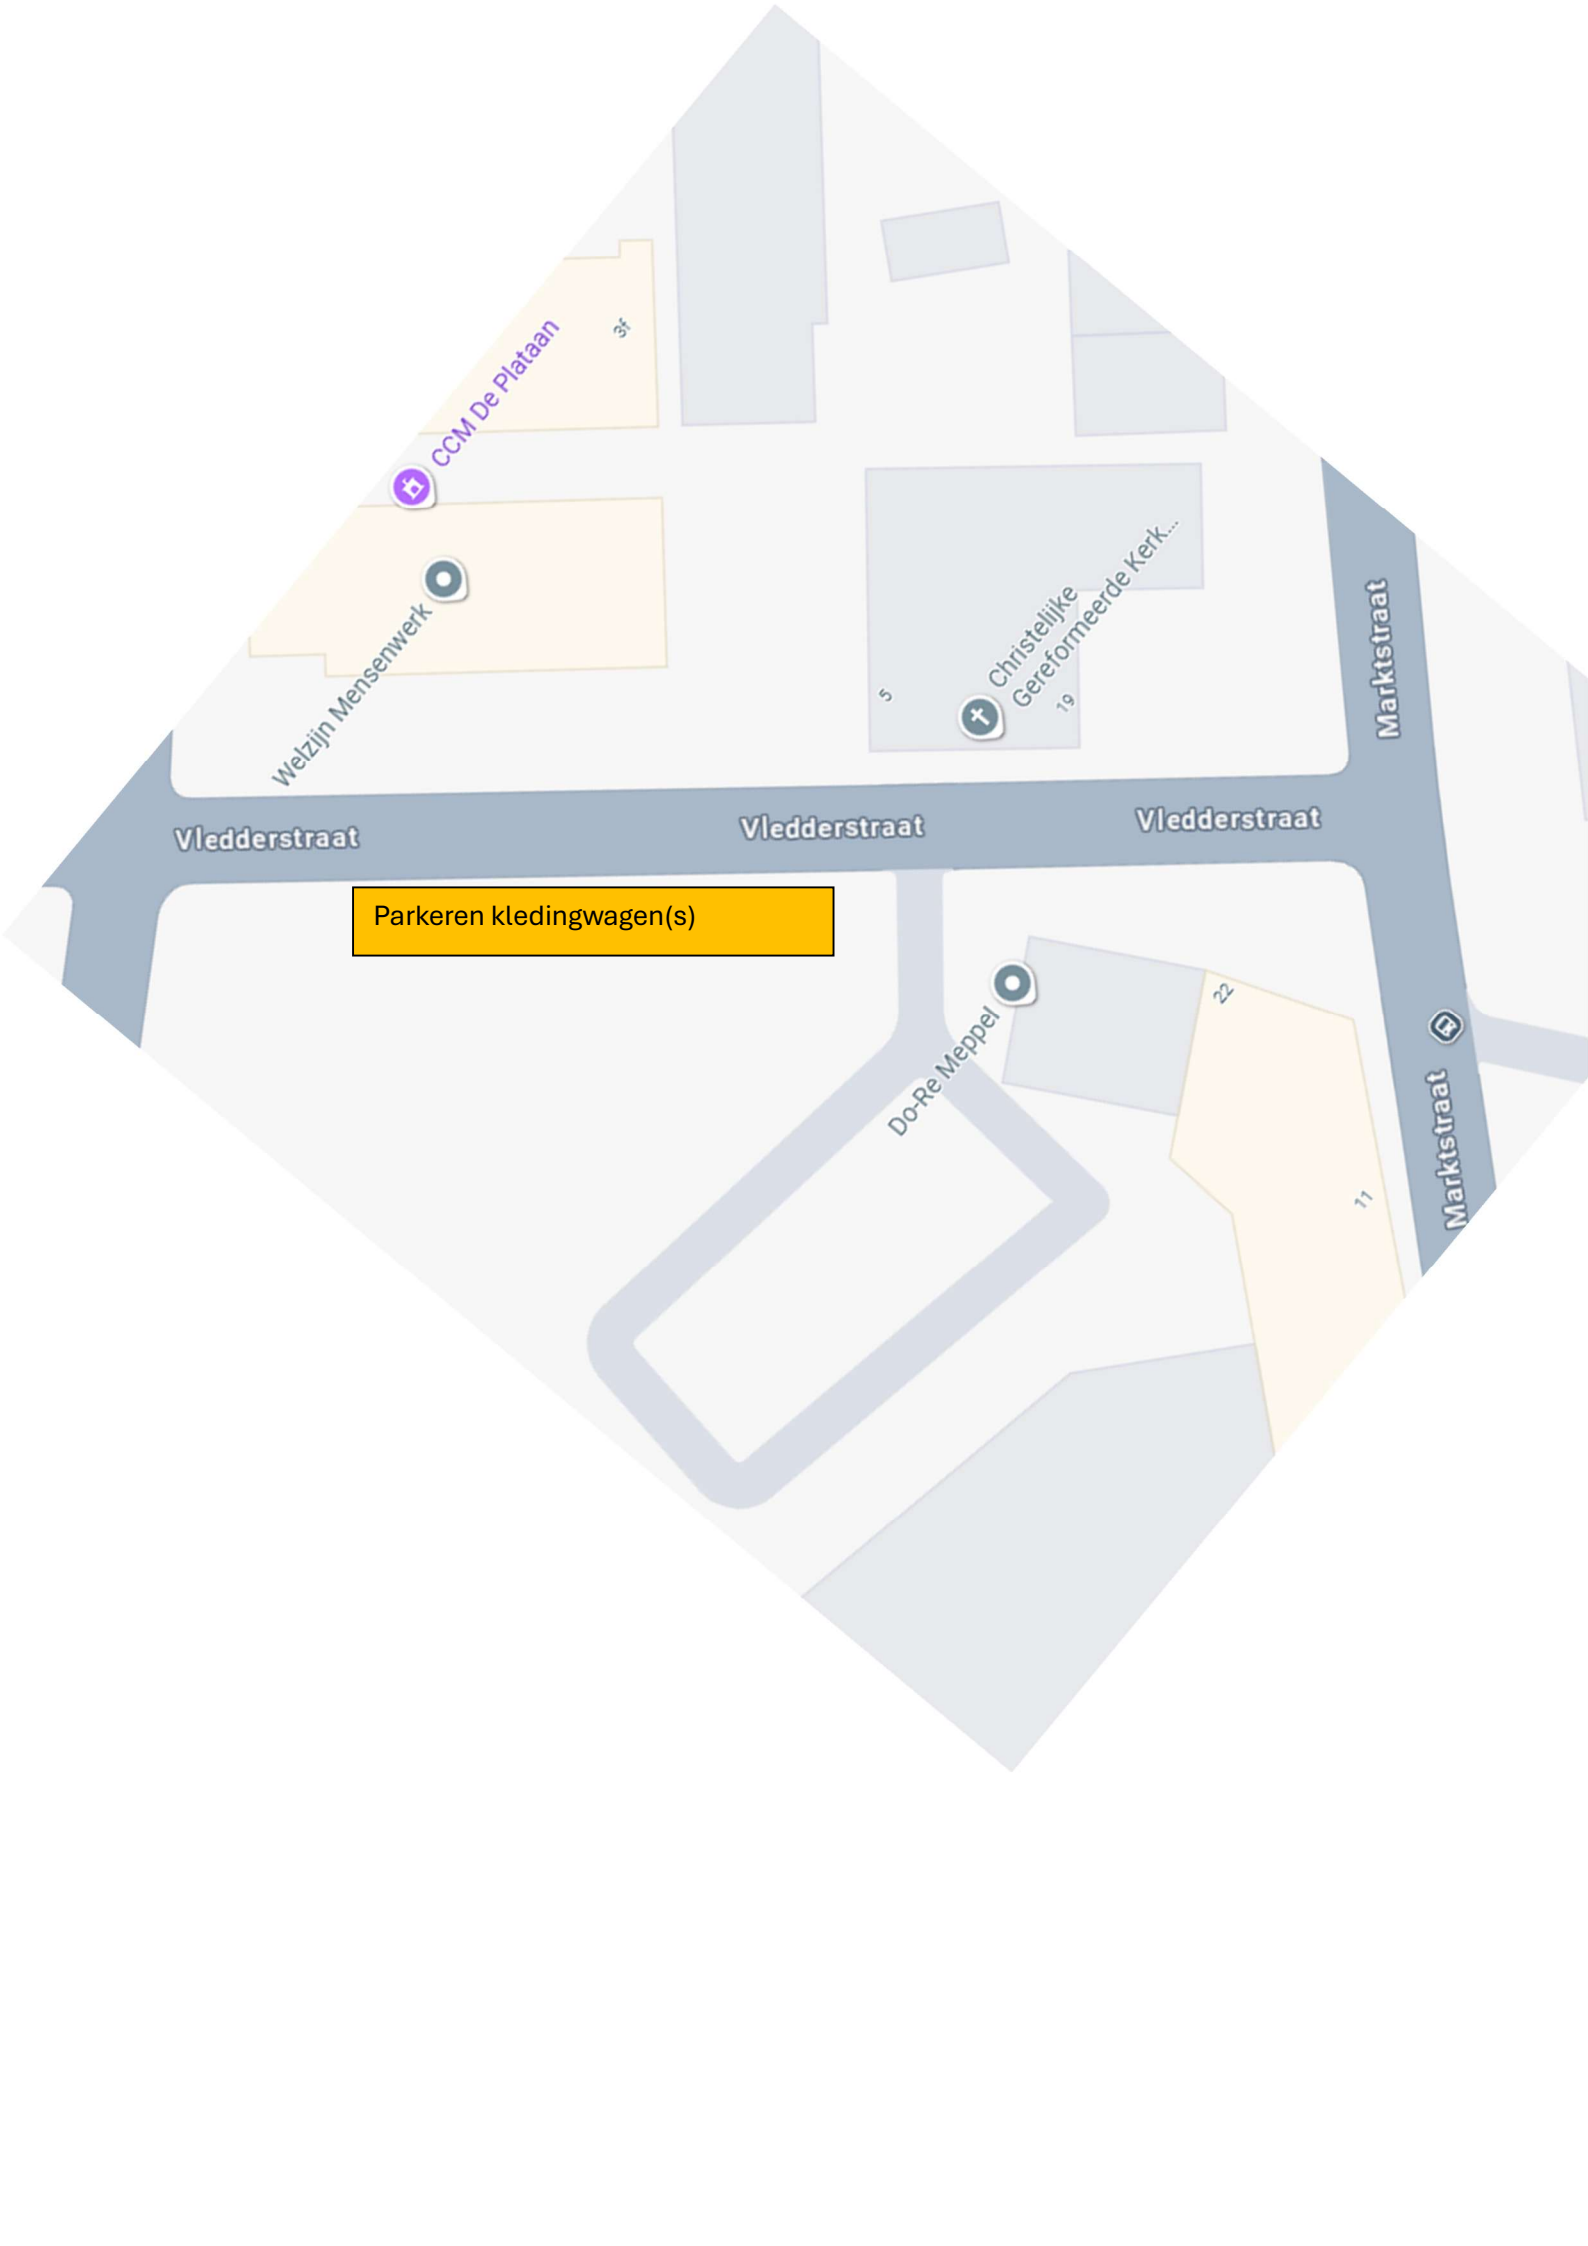 3f
CCM De Plataan
Welzijn Mensenwerk
Christelijke
Gereformeerde Kerk...
5
19
Marktstraat
Vledderstraat
Vledderstraat
Vledderstraat
Parkeren kledingwagen(s)
Do-Re Meppel
22
11
Marktstraat